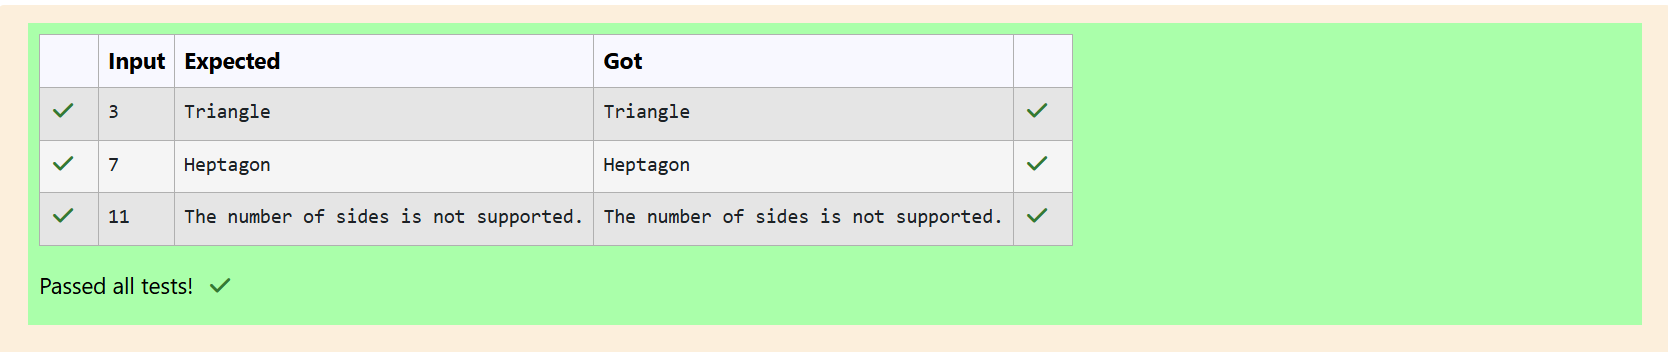 Input Expected Got
3 Triangle Triangle
7 Heptagon Heptagon
11 The number of sides is not supported. The number of sides is not supported.
Passed all tests!